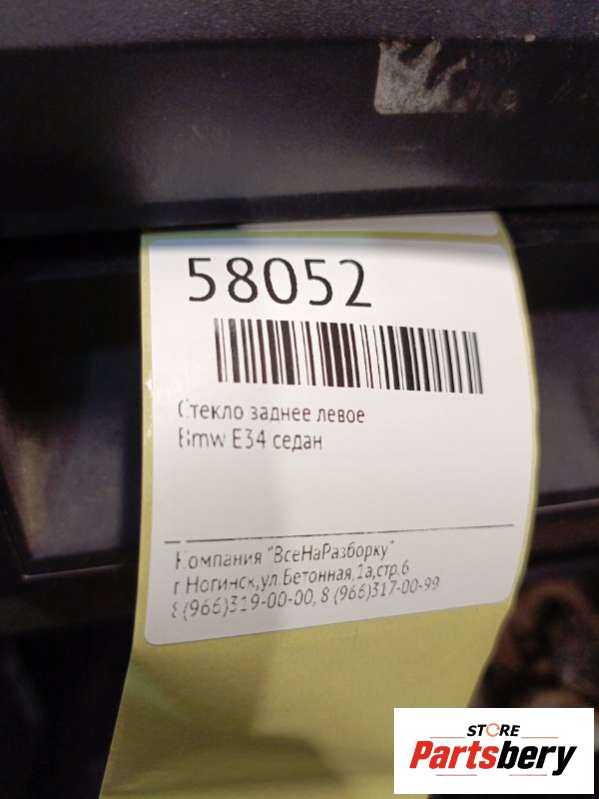 58052
Стекло заднее левое
Bmw E34 седан
Компания "ВсеНаРазборку"
г.Ногинск,ул.Бетонная,1а,стр.6
8 (966)319-00-00, 8 (966)317-00-99
STORE
Partsbery